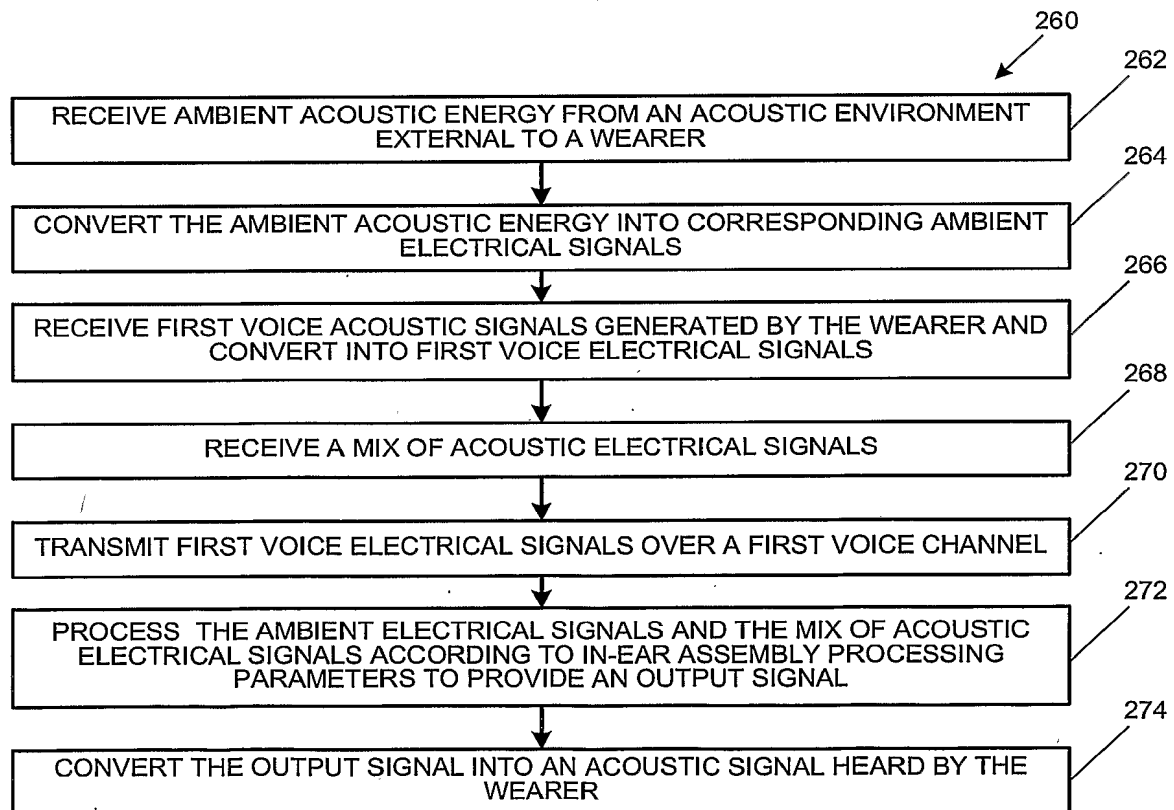 260
262
RECEIVE AMBIENT ACOUSTIC ENERGY FROM AN ACOUSTIC ENVIRONMENT
EXTERNAL TO A WEARER
264
CONVERT THE AMBIENT ACOUSTIC ENERGY INTO CORRESPONDING AMBIENT
ELECTRICAL SIGNALS
266
RECEIVE FIRST VOICE ACOUSTIC SIGNALS GENERATED BY THE WEARER AND
CONVERT INTO FIRST VOICE ELECTRICAL SIGNALS
268
RECEIVE A MIX OF ACOUSTIC ELECTRICAL SIGNALS
270
TRANSMIT FIRST VOICE ELECTRICAL SIGNALS OVER A FIRST VOICE CHANNEL
272
PROCESS THE AMBIENT ELECTRICAL SIGNALS AND THE MIX OF ACOUSTIC
ELECTRICAL SIGNALS ACCORDING TO IN-EAR ASSEMBLY PROCESSING
PARAMETERS TO PROVIDE AN OUTPUT SIGNAL
274
CONVERT THE OUTPUT SIGNAL INTO AN ACOUSTIC SIGNAL HEARD BY THE
WEARER